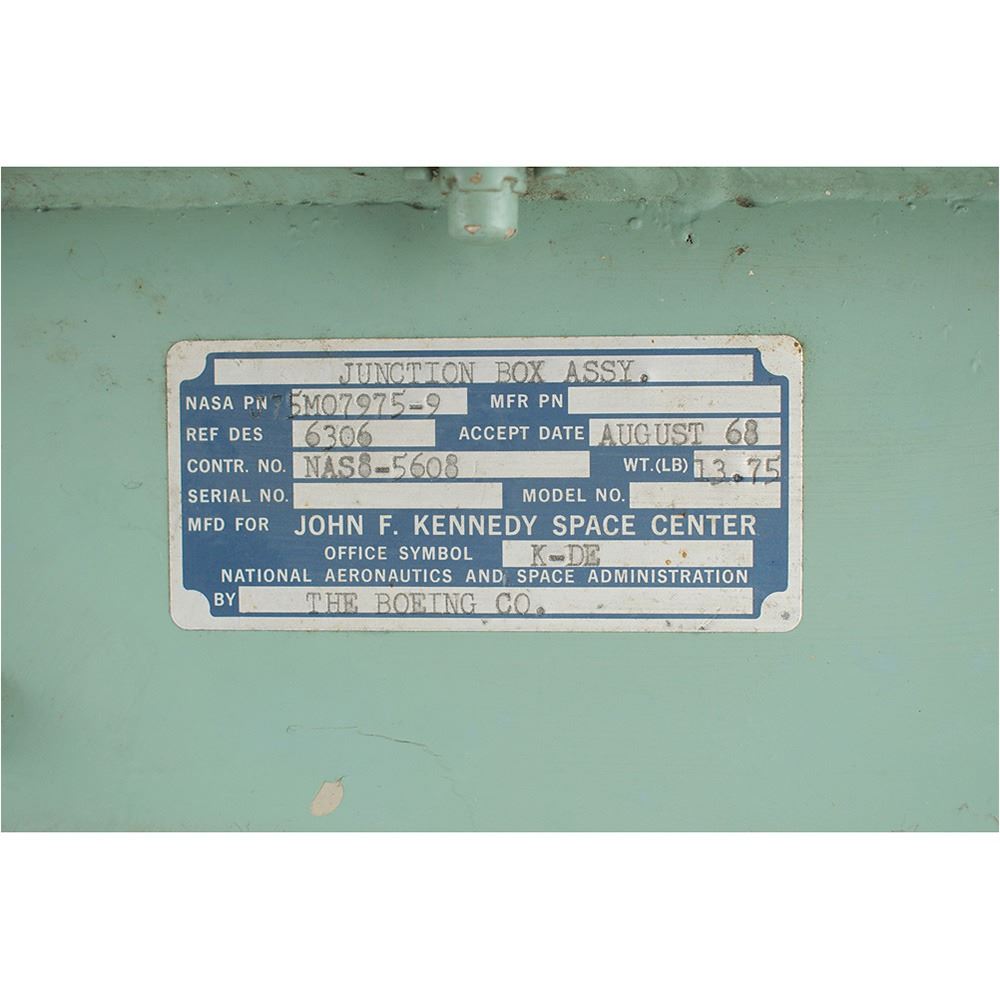 JUNCTION BOX ASSY.
NASA PN 75M07975-9 MFR PN
REF DES 6306 ACCEPT DATE AUGUST 68
CONTR. NO. NAS8-5608 WT.(LB) 13.75
SERIAL NO. MODEL NO.
MFD FOR JOHN F. KENNEDY SPACE CENTER
OFFICE SYMBOL K-DE
NATIONAL AERONAUTICS AND SPACE ADMINISTRATION
BY THE BOEING CO.